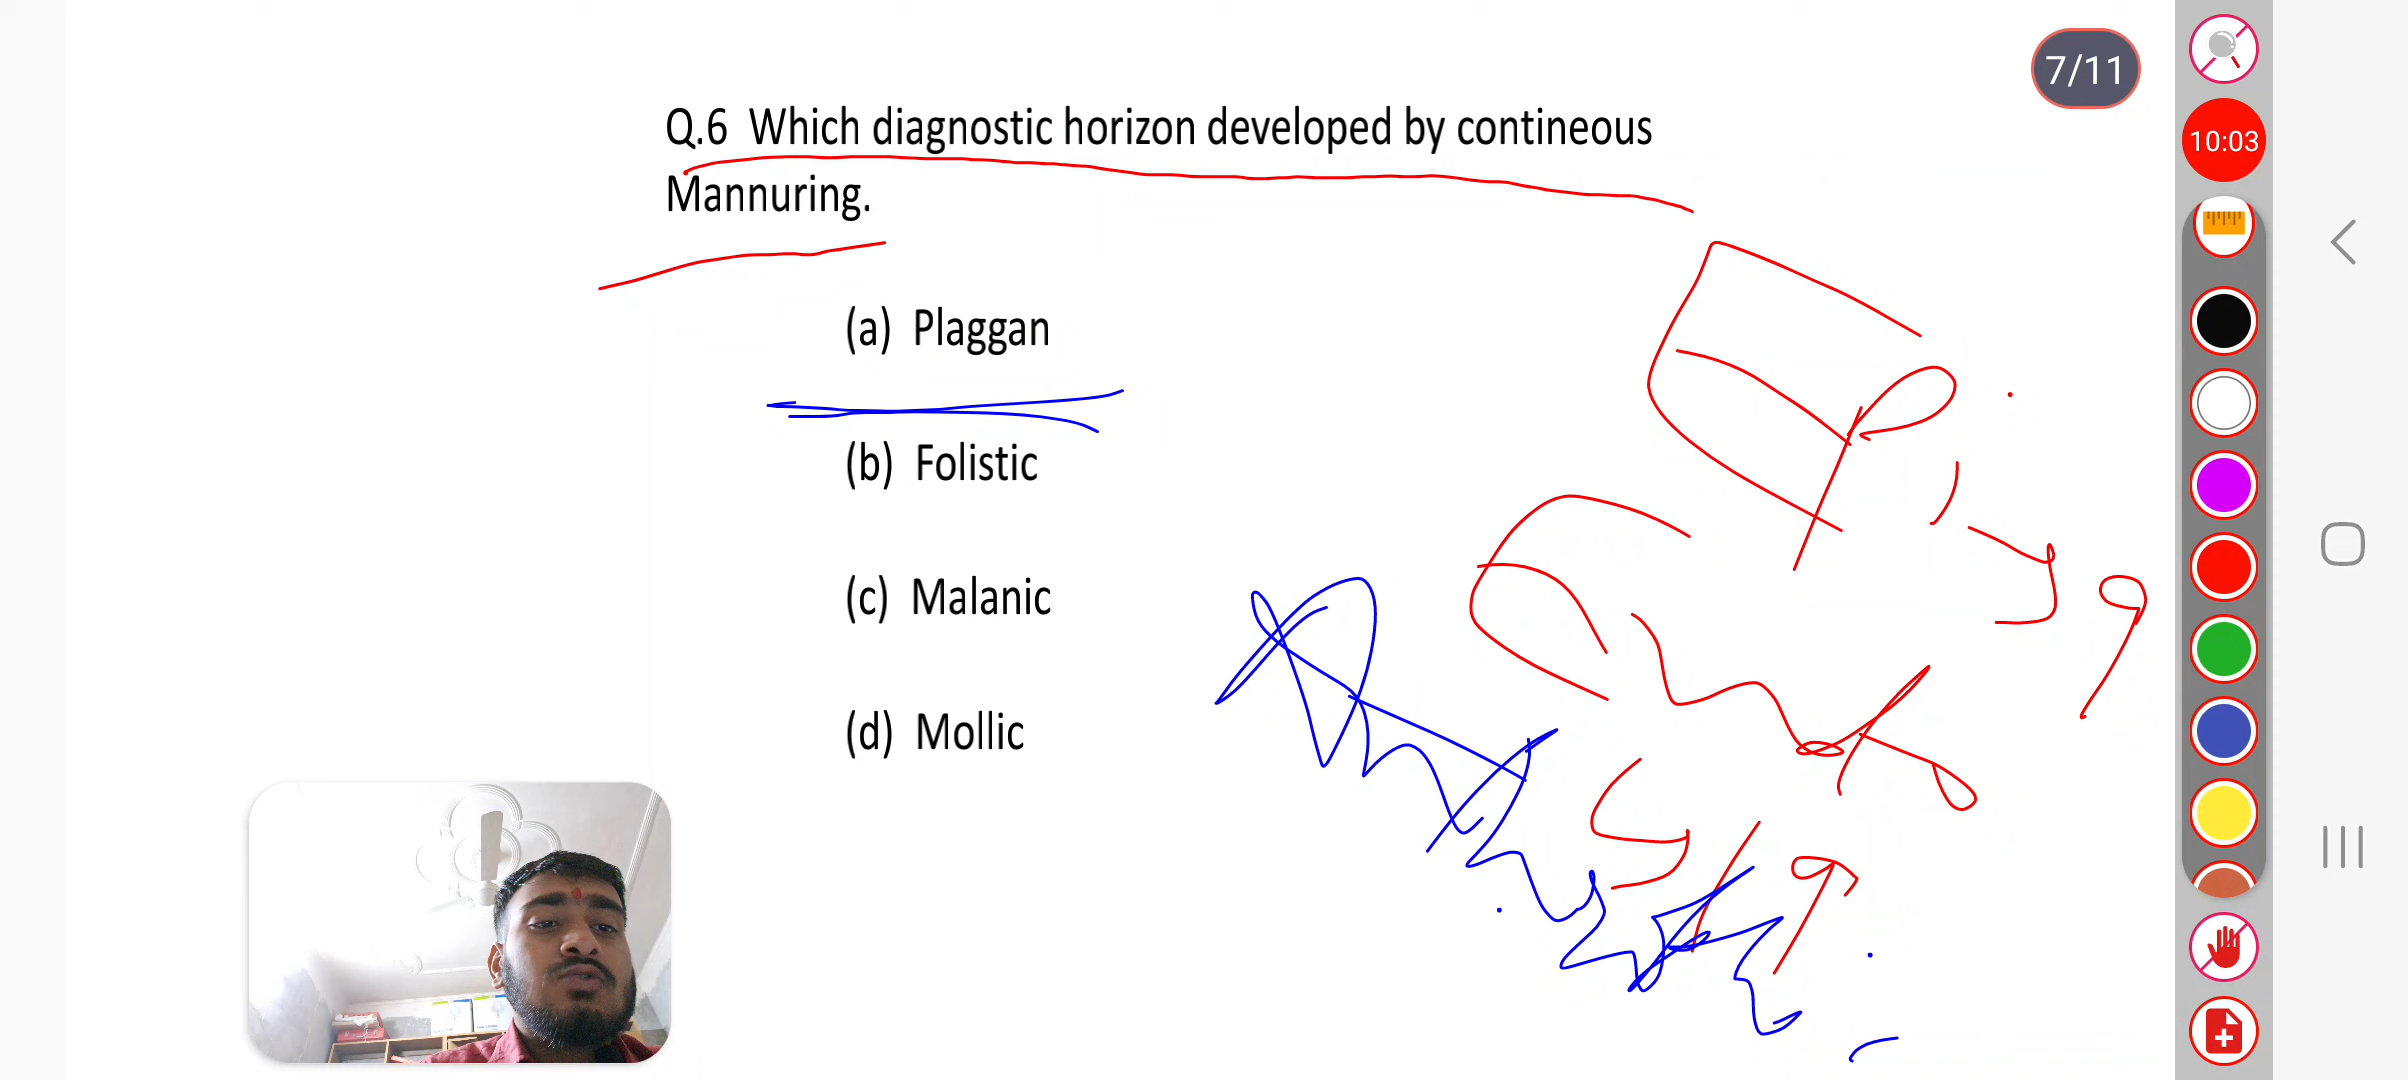 7/11
Q.6 Which diagnostic horizon developed by contineous
Mannuring.
10:03
(a) Plaggan
(b) Folistic
(c) Malanic
(d) Mollic